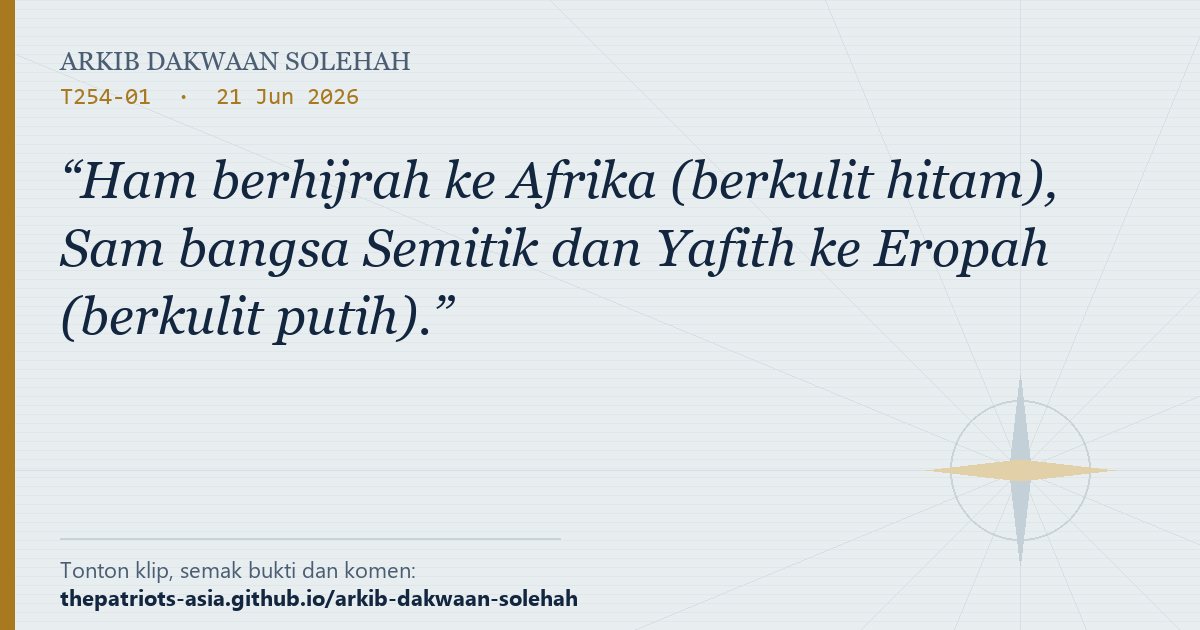 ARKIB DAKWAAN SOLEHAH
T254-01 · 21 Jun 2026
“Ham berhijrah ke Afrika (berkulit hitam),
Sam bangsa Semitik dan Yafith ke Eropah
(berkulit putih).”
Tonton klip, semak bukti dan komen:
thepatriots-asia.github.io/arkib-dakwaan-solehah